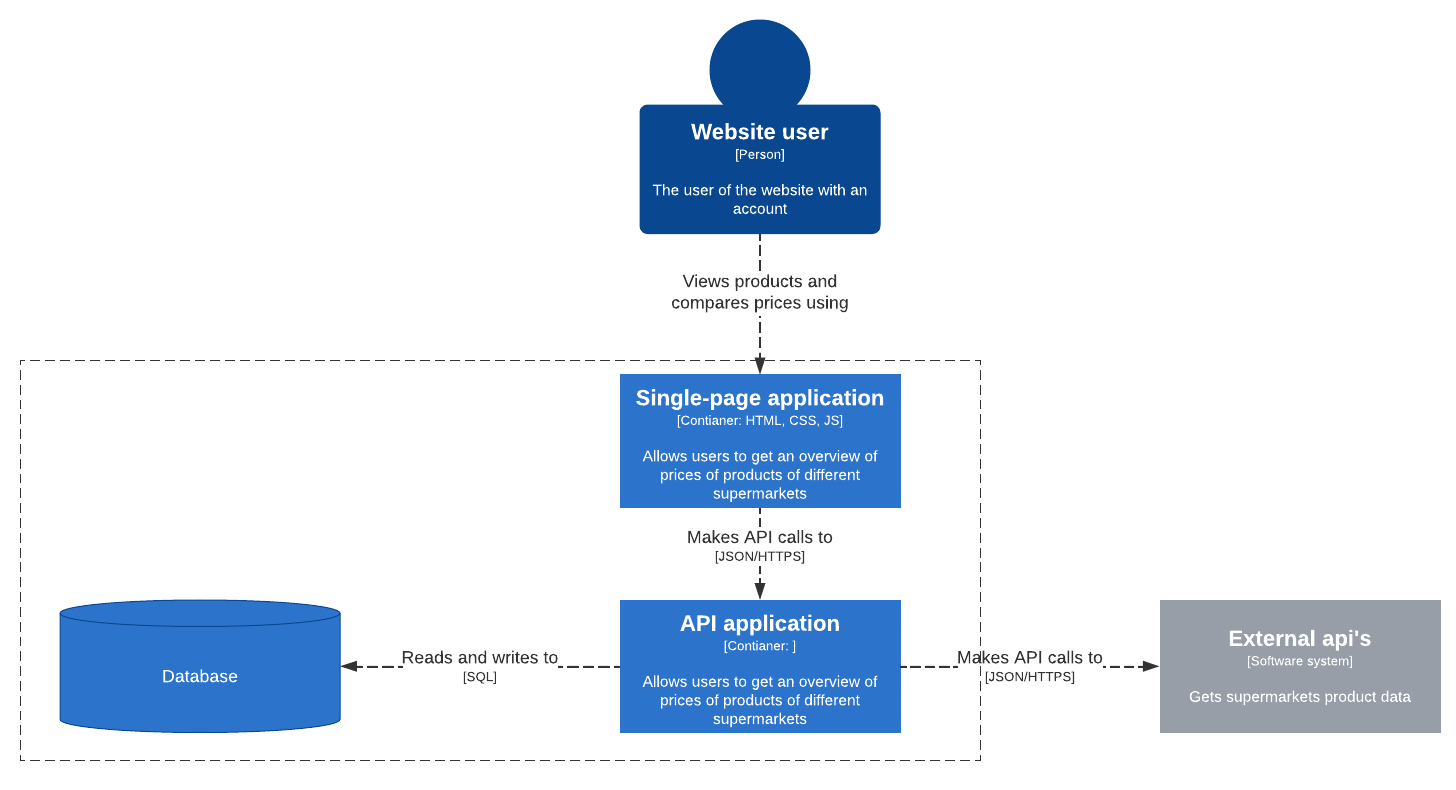 Website user
[Person]
The user of the website with an
account
Views products and
compares prices using
Single-page application
[Contianer: HTML, CSS, JS]
Allows users to get an overview of
prices of products of different
supermarkets
Makes API calls to
[JSON/HTTPS]
Database
Reads and writes to
[SQL]
API application
[Contianer: ]
Allows users to get an overview of
prices of products of different
supermarkets
Makes API calls to
[JSON/HTTPS]
External api's
[Software system]
Gets supermarkets product data